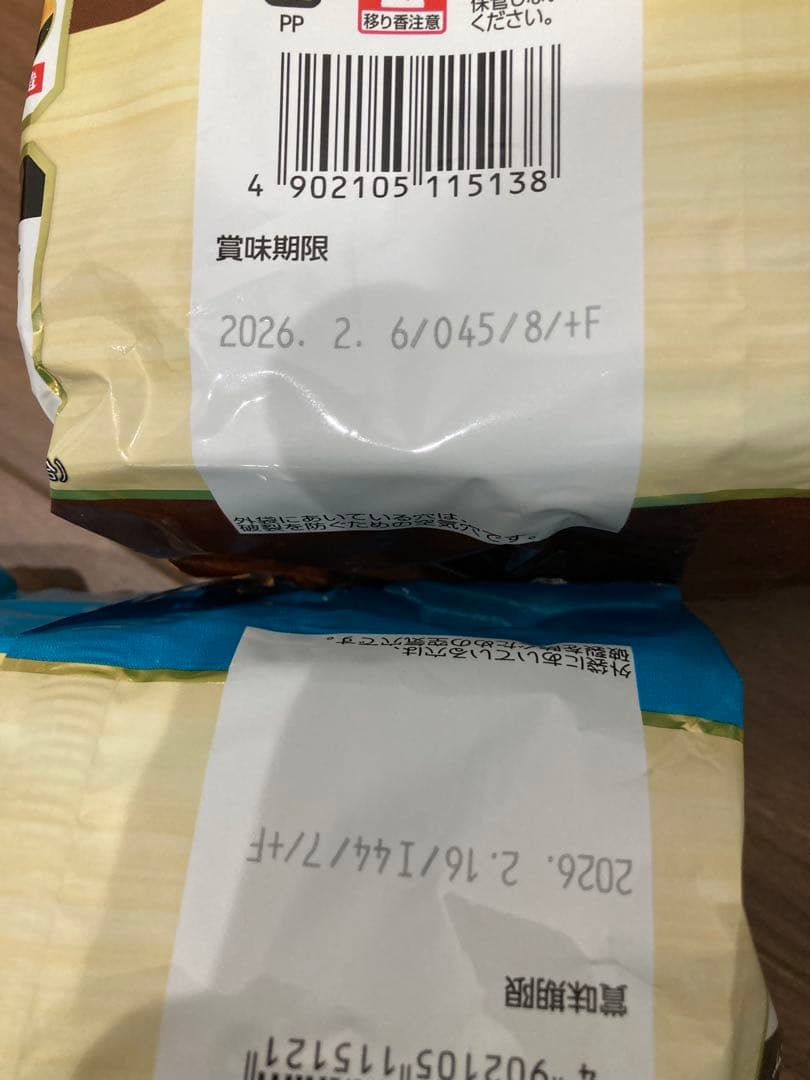 PP
移り香注意
ください。
4 902105 115138
賞味期限
2026. 2. 6/045/8/+F
外袋にあいている穴は
破裂を防ぐための空気穴です。
外袋にあいている穴は、
破裂を防ぐための空気穴です。
2026. 2.16/I44/7/+F
賞味期限
4 902105 115121